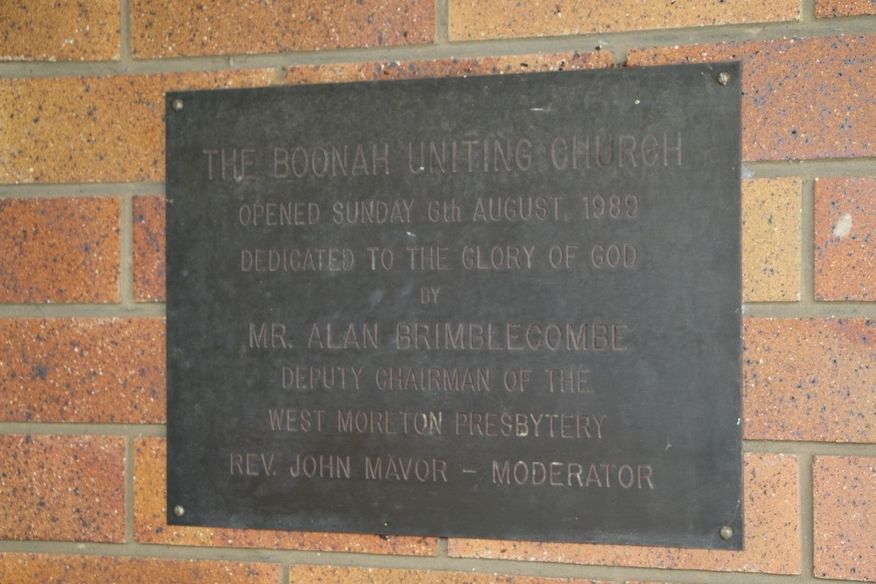 THE BOONAH UNITING CHURCH
OPENED SUNDAY 6th AUGUST, 1989
DEDICATED TO THE GLORY OF GOD
BY
MR. ALAN BRIMBLECOMBE
DEPUTY CHAIRMAN OF THE
WEST MORETON PRESBYTERY
REV. JOHN MAVOR – MODERATOR